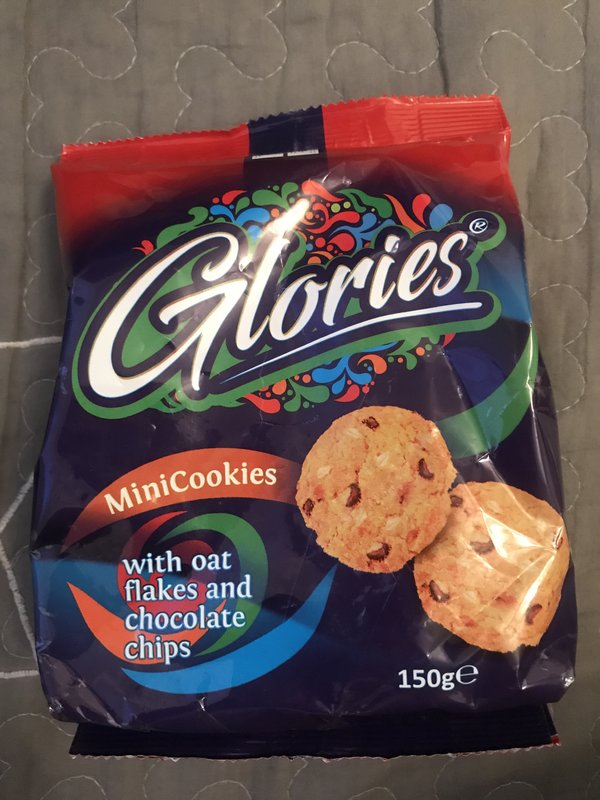 Glories®
MiniCookies
with oat
flakes and
chocolate
chips
150g℮